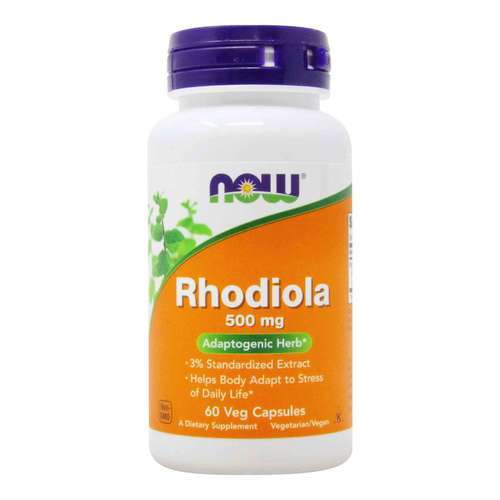 NOW
Rhodiola
500 mg
Adaptogenic Herb*
• 3% Standardized Extract
• Helps Body Adapt to Stress
of Daily Life*
60 Veg Capsules
A Dietary Supplement Vegetarian/Vegan
K